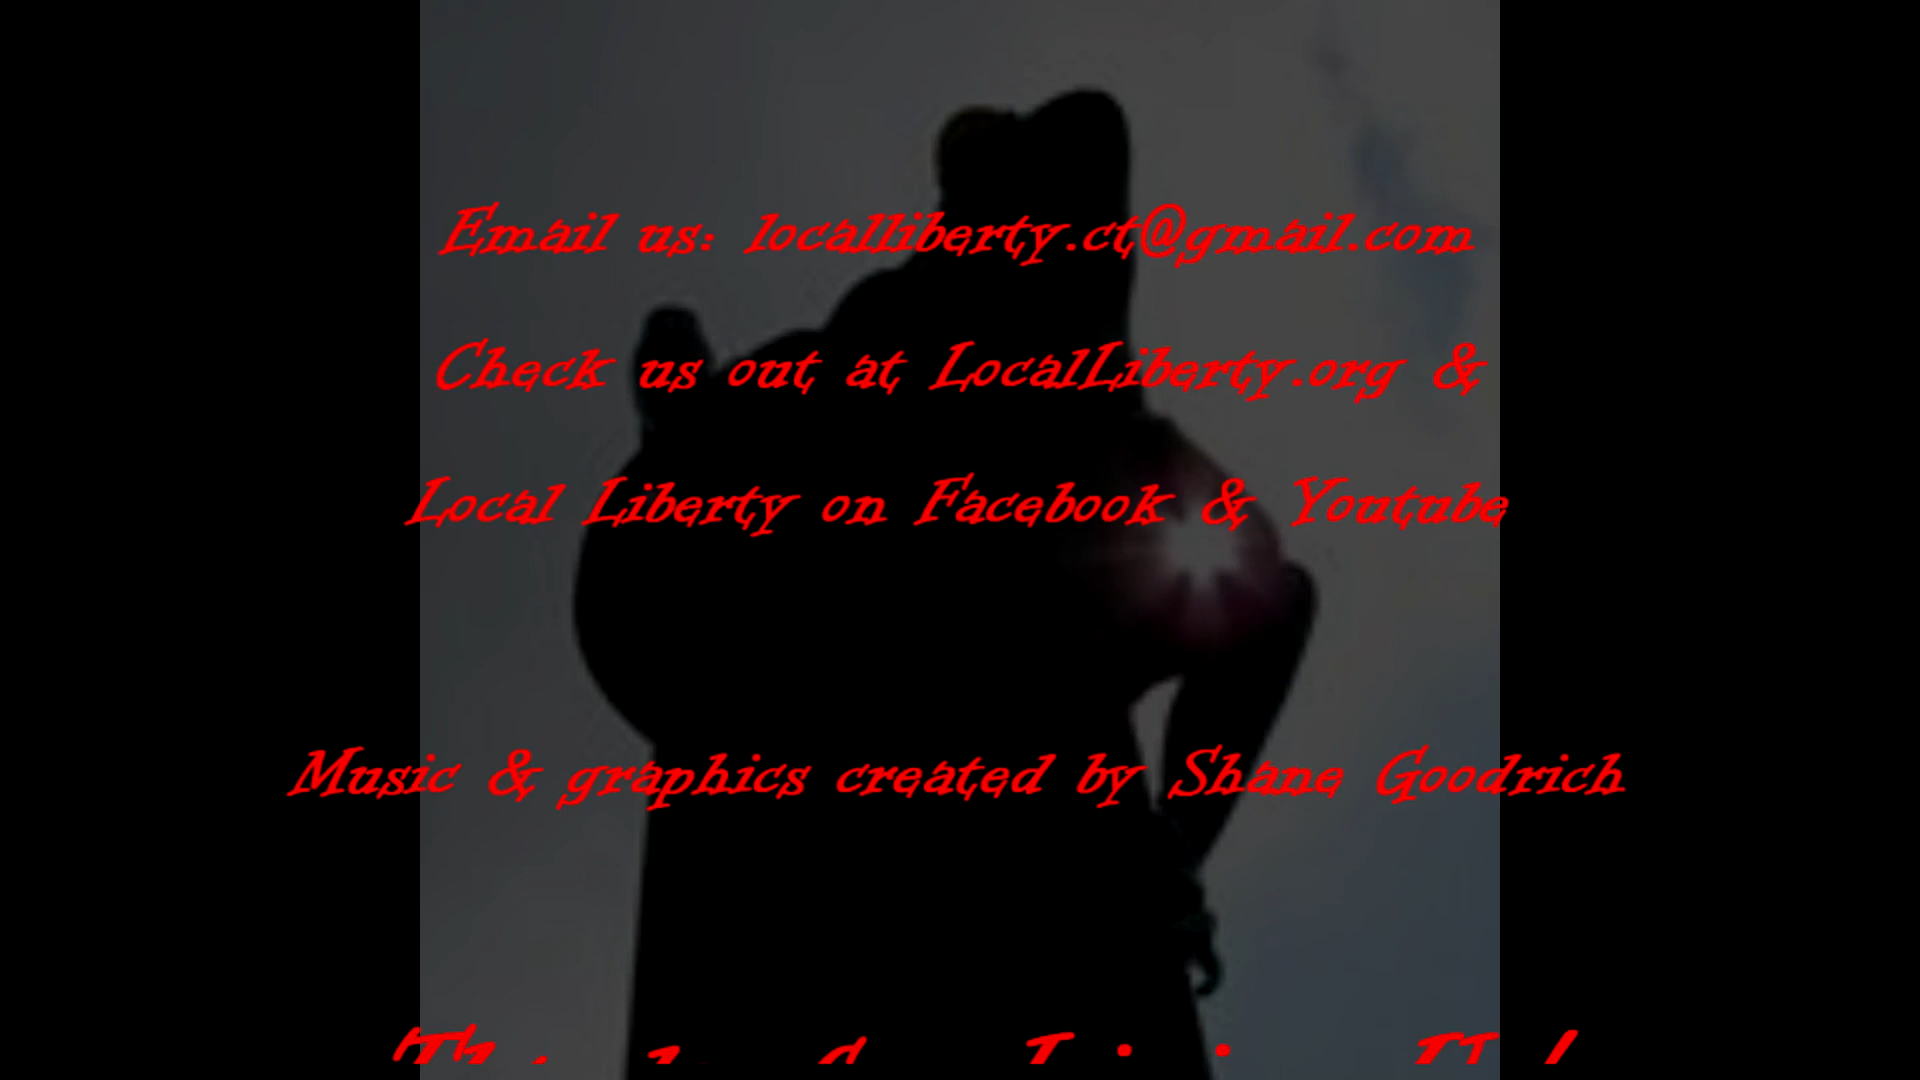 Email us: localliberty.ct@gmail.com
Check us out at LocalLiberty.org &
Local Liberty on Facebook & Youtube
Music & graphics created by Shane Goodrich